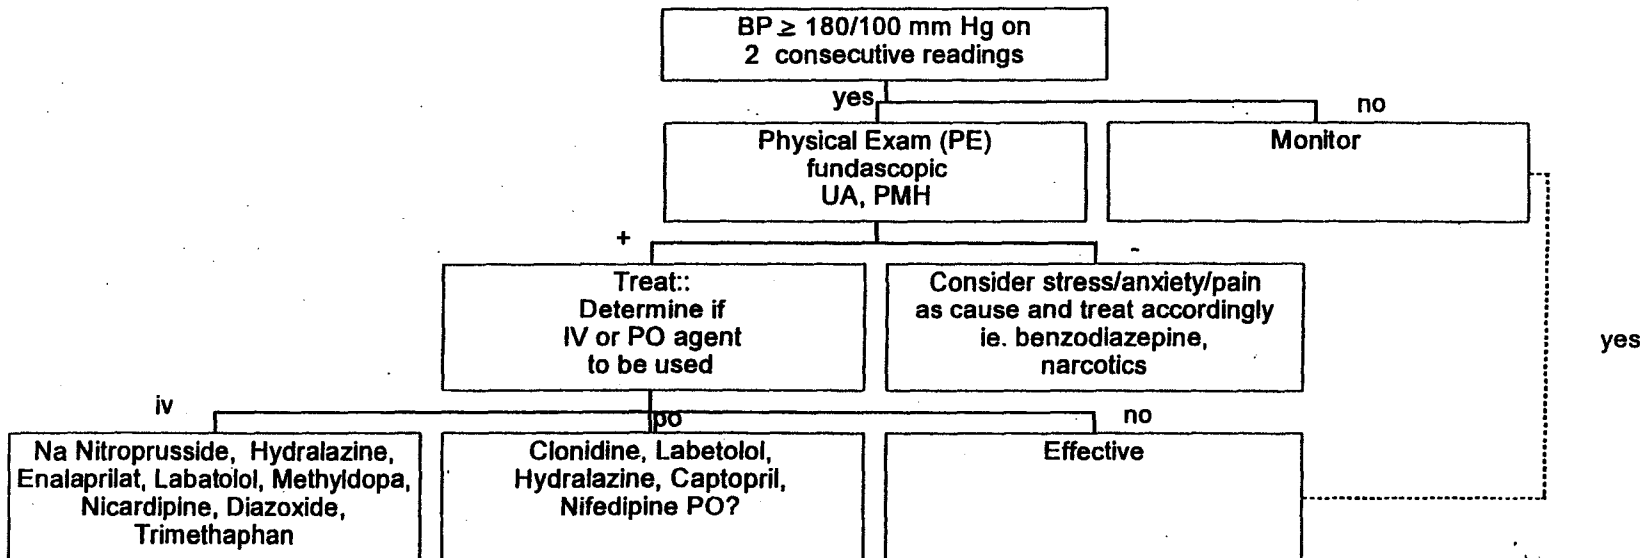 BP ≥ 180/100 mm Hg on
2 consecutive readings
yes
no
Physical Exam (PE)
fundascopic
UA, PMH
Monitor
+
-
Treat::
Determine if
IV or PO agent
to be used
Consider stress/anxiety/pain
as cause and treat accordingly
ie. benzodiazepine,
narcotics
yes
iv
po
no
Na Nitroprusside, Hydralazine,
Enalaprilat, Labatolol, Methyldopa,
Nicardipine, Diazoxide,
Trimethaphan
Clonidine, Labetolol,
Hydralazine, Captopril,
Nifedipine PO?
Effective